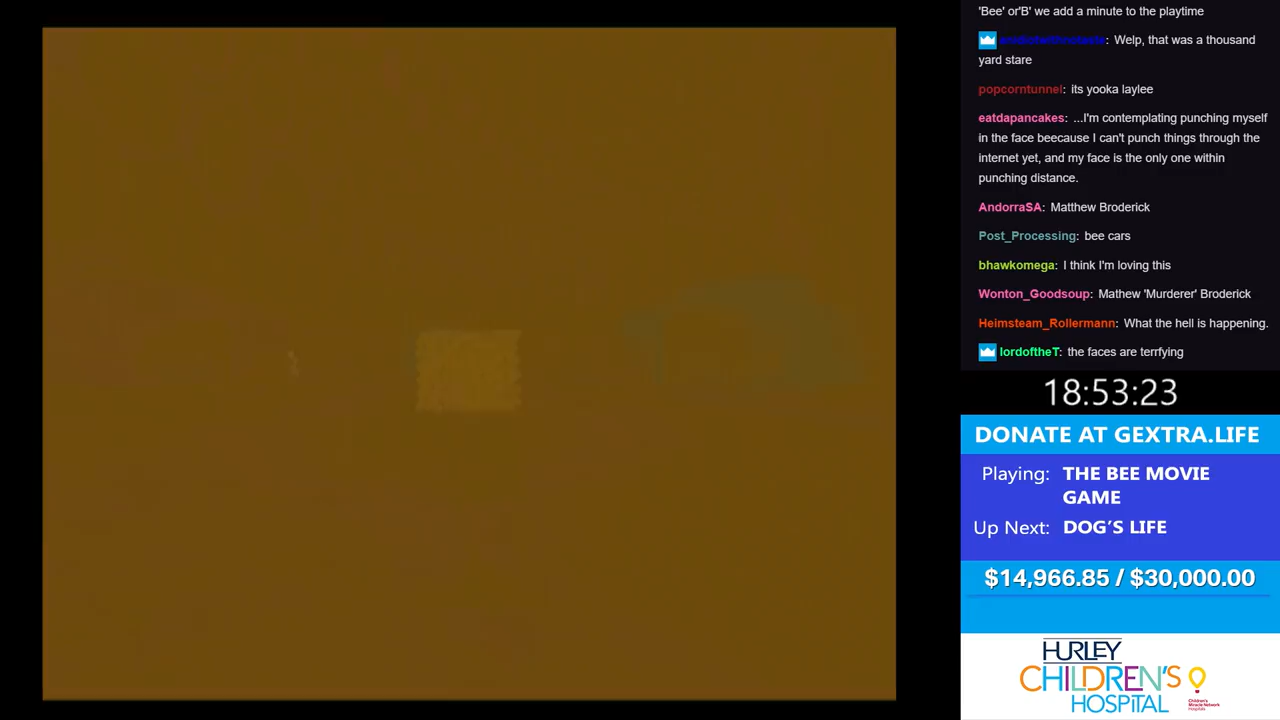 'Bee' or'B' we add a minute to the playtime
: Welp, that was a thousand
yard stare
popcorntunnel: its yooka laylee
eatdapancakes: ...I'm contemplating punching myself
in the face beecause I can't punch things through the
internet yet, and my face is the only one within
punching distance.
AndorraSA: Matthew Broderick
Post_Processing: bee cars
bhawkomega: I think I'm loving this
Wonton_Goodsoup: Mathew 'Murderer' Broderick
Heimsteam_Rollermann: What the hell is happening.
lordoftheT: the faces are terrfying
18:53:23
DONATE AT GEXTRA.LIFE
Playing: THE BEE MOVIE
GAME
Up Next: DOG'S LIFE
$14,966.85 / $30,000.00
HURLEY
CHILDREN'S
HOSPITAL
Children's
Miracle Network
Hospitals